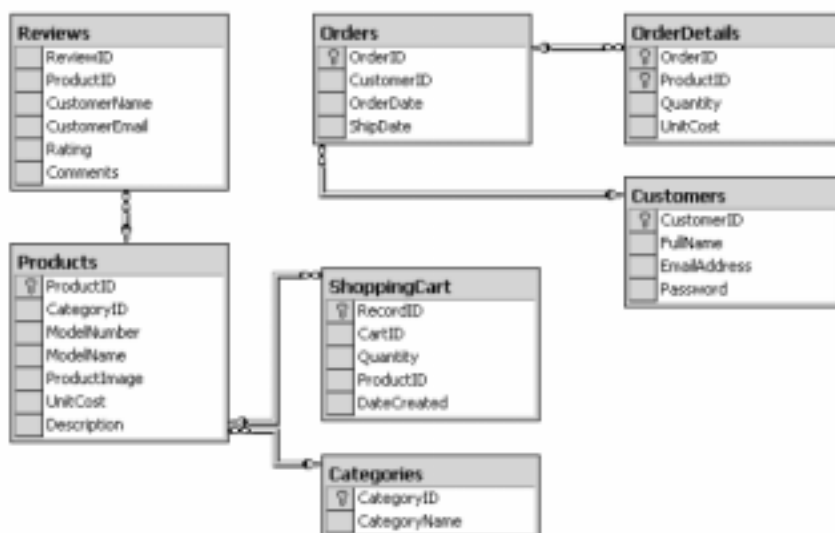 Reviews
ReviewID
ProductID
CustomerName
CustomerEmail
Rating
Comments
Orders
OrderID
CustomerID
OrderDate
ShipDate
OrderDetails
OrderID
ProductID
Quantity
UnitCost
Customers
CustomerID
FullName
EmailAddress
Password
Products
ProductID
CategoryID
ModelNumber
ModelName
ProductImage
UnitCost
Description
ShoppingCart
RecordID
CartID
Quantity
ProductID
DateCreated
Categories
CategoryID
CategoryName